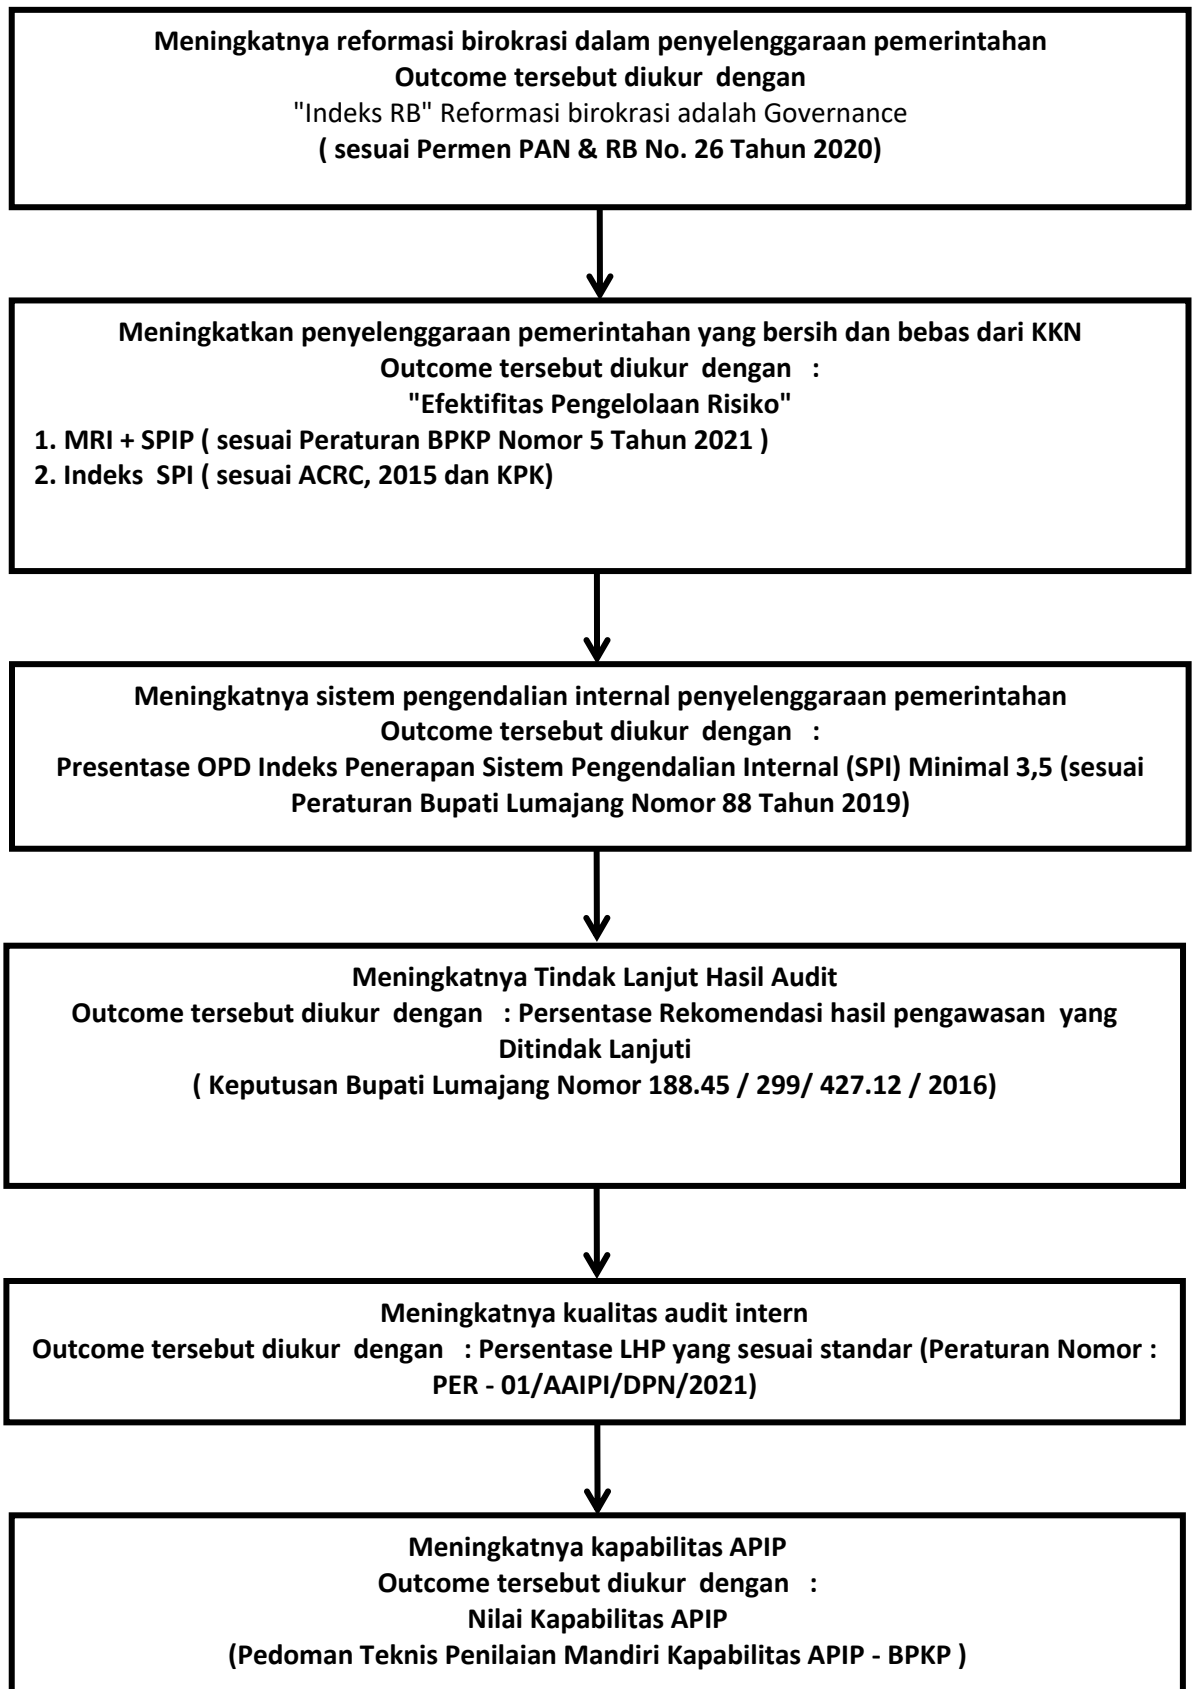 Meningkatnya reformasi birokrasi dalam penyelenggaraan pemerintahan
Outcome tersebut diukur dengan
"Indeks RB" Reformasi birokrasi adalah Governance
( sesuai Permen PAN & RB No. 26 Tahun 2020)
Meningkatkan penyelenggaraan pemerintahan yang bersih dan bebas dari KKN
Outcome tersebut diukur dengan :
"Efektifitas Pengelolaan Risiko"
1. MRI + SPIP ( sesuai Peraturan BPKP Nomor 5 Tahun 2021 )
2. Indeks SPI ( sesuai ACRC, 2015 dan KPK)
Meningkatnya sistem pengendalian internal penyelenggaraan pemerintahan
Outcome tersebut diukur dengan :
Presentase OPD Indeks Penerapan Sistem Pengendalian Internal (SPI) Minimal 3,5 (sesuai
Peraturan Bupati Lumajang Nomor 88 Tahun 2019)
Meningkatnya Tindak Lanjut Hasil Audit
Outcome tersebut diukur dengan : Persentase Rekomendasi hasil pengawasan yang
Ditindak Lanjuti
( Keputusan Bupati Lumajang Nomor 188.45 / 299/ 427.12 / 2016)
Meningkatnya kualitas audit intern
Outcome tersebut diukur dengan : Persentase LHP yang sesuai standar (Peraturan Nomor :
PER - 01/AAIPI/DPN/2021)
Meningkatnya kapabilitas APIP
Outcome tersebut diukur dengan :
Nilai Kapabilitas APIP
(Pedoman Teknis Penilaian Mandiri Kapabilitas APIP - BPKP )